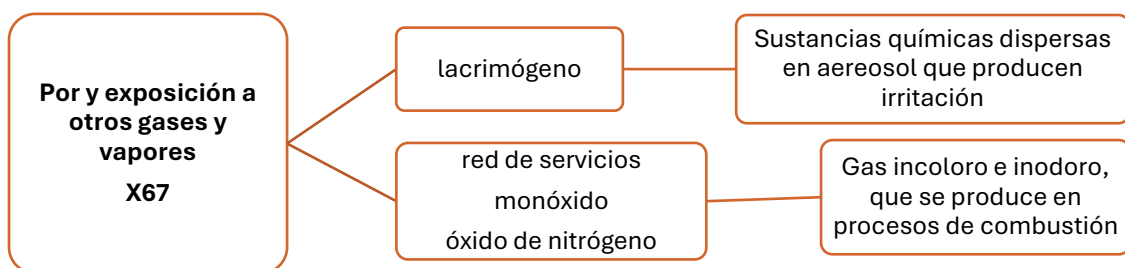 Por y exposición a
otros gases y
vapores
X67
lacrimógeno
Sustancias químicas dispersas
en aereosol que producen
irritación
red de servicios
monóxido
óxido de nitrógeno
Gas incoloro e inodoro,
que se produce en
procesos de combustión